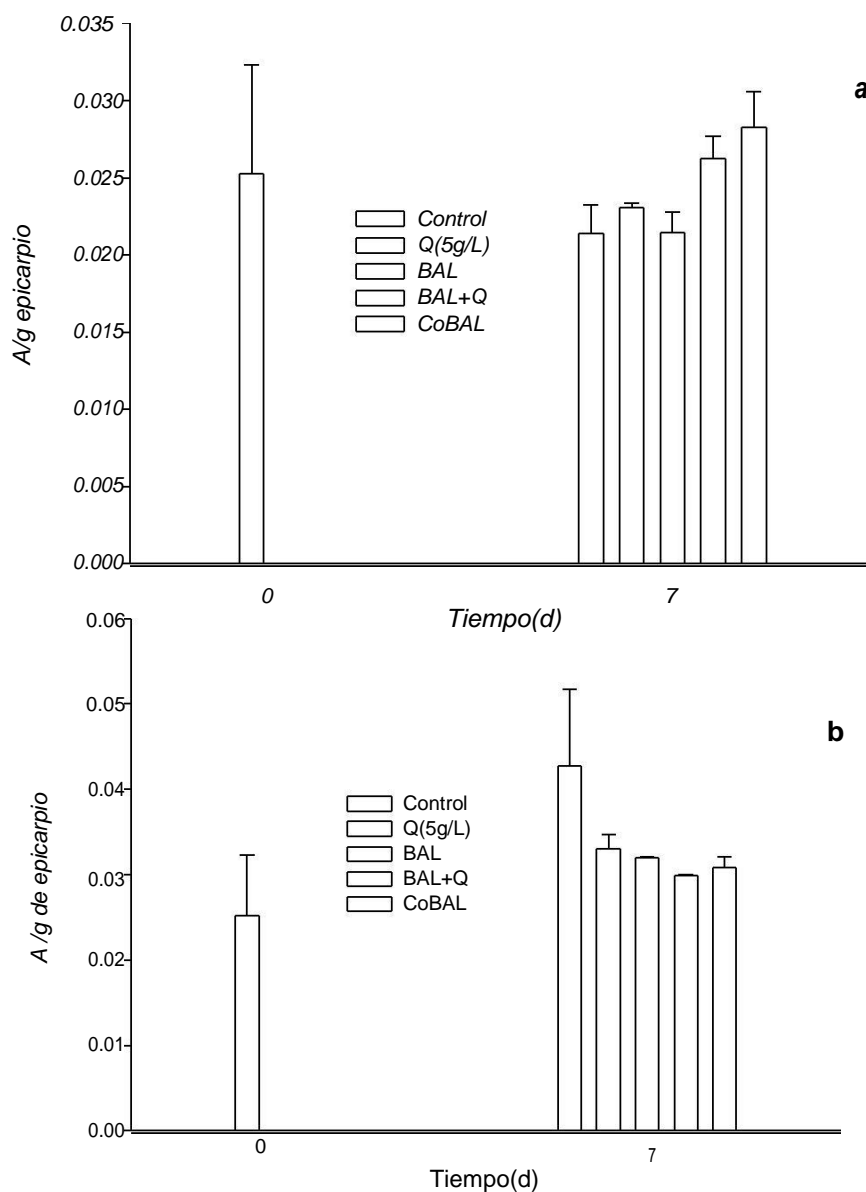 0.035
0.030
0.025
0.020
0.015
0.010
0.005
0.000
A/g epicarpio
a
Control
Q(5g/L)
BAL
BAL+Q
CoBAL
0
7
Tiempo(d)
0.06
0.05
0.04
0.03
0.02
0.01
0.00
A /g de epicarpio
b
Control
Q(5g/L)
BAL
BAL+Q
CoBAL
0
7
Tiempo(d)